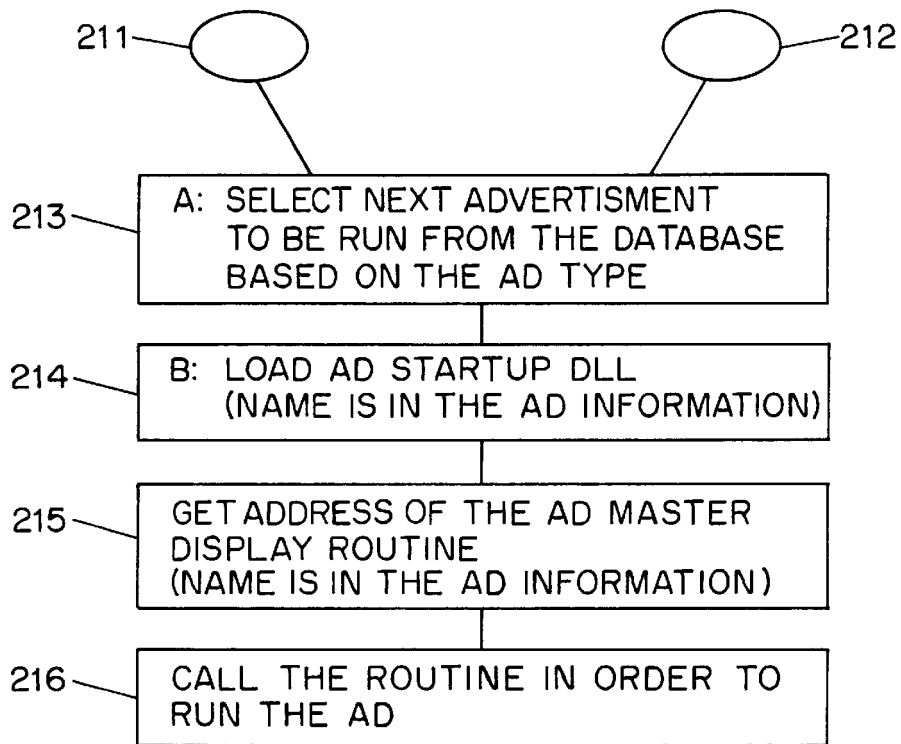 211
212
213
A: SELECT NEXT ADVERTISMENT
TO BE RUN FROM THE DATABASE
BASED ON THE AD TYPE
214
B: LOAD AD STARTUP DLL
(NAME IS IN THE AD INFORMATION)
215
GET ADDRESS OF THE AD MASTER
DISPLAY ROUTINE
(NAME IS IN THE AD INFORMATION)
216
CALL THE ROUTINE IN ORDER TO
RUN THE AD